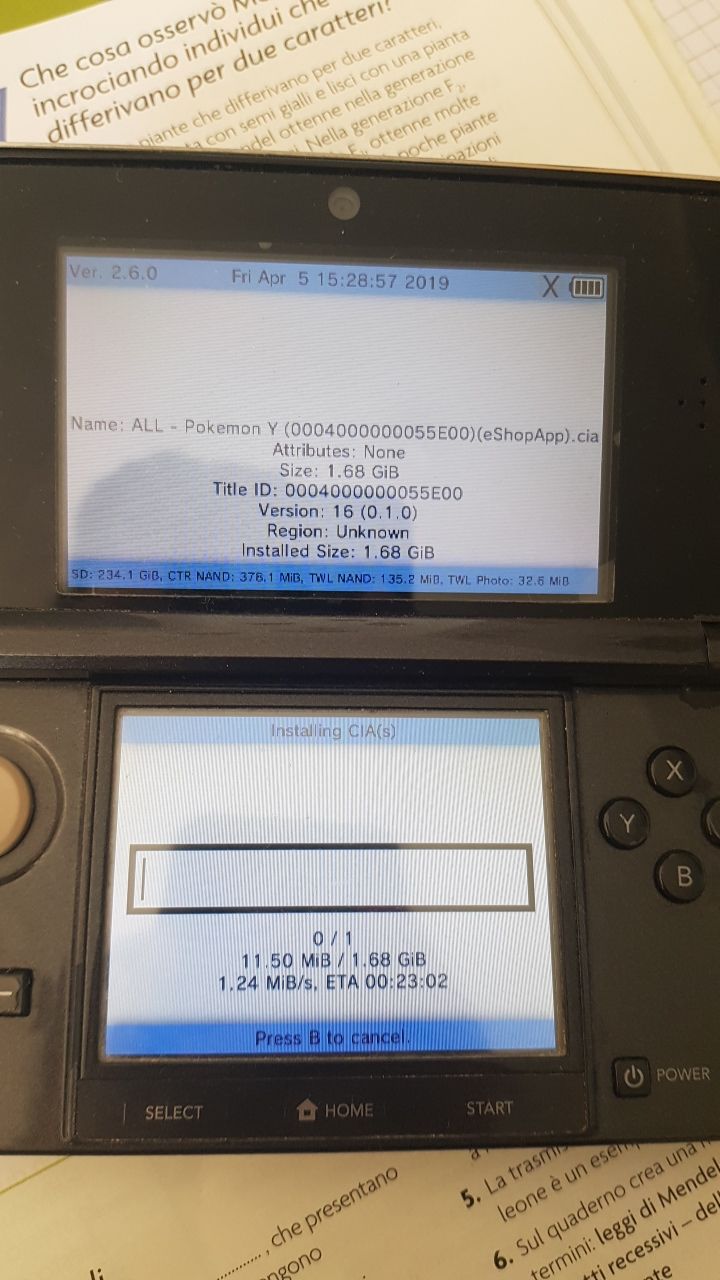 Che cosa osservò
incrociando individui che
differivano per due caratteri?
piante che differivano per due caratteri,
con semi gialli e lisci con una pianta
ottenne nella generazione
Nella generazione F₂,
ottenne molte
poche piante
Ver. 2.6.0 Fri Apr 5 15:28:57 2019 X
Name: ALL - Pokemon Y (0004000000055E00)(eShopApp).cia
Attributes: None
Size: 1.68 GiB
Title ID: 0004000000055E00
Version: 16 (0.1.0)
Region: Unknown
Installed Size: 1.68 GiB
SD: 234.1 GiB, CTR NAND: 376.1 MiB, TWL NAND: 135.2 MiB, TWL Photo: 32.6 MiB
Installing CIA(s)
0 / 1
11.50 MiB / 1.68 GiB
1.24 MiB/s, ETA 00:23:02
Press B to cancel.
X
Y
B
POWER
SELECT HOME START
, che presentano
5. La
leone è un
6. Sul quaderno crea una
termini: leggi di Mendel
recessivi –